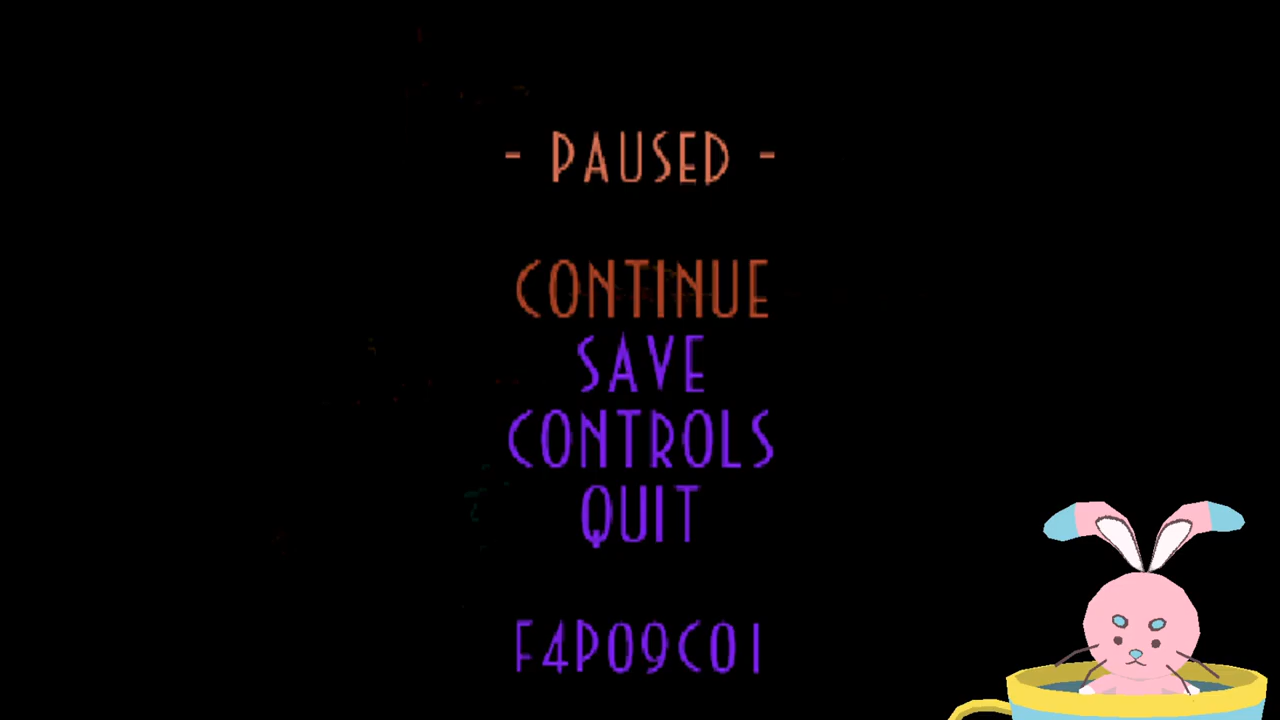 - PAUSED -
CONTINUE
SAVE
CONTROLS
QUIT
F4P09C01